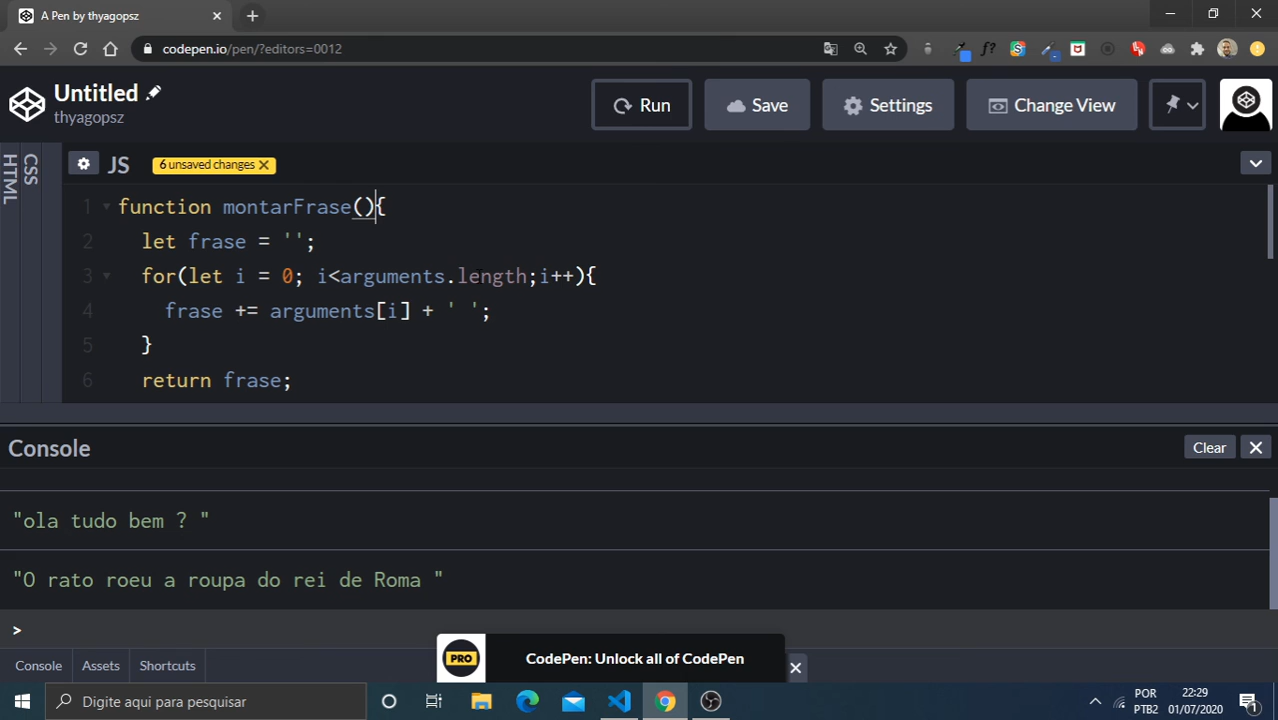 A Pen by thyagopsz
codepen.io/pen/?editors=0012
Untitled
thyagopsz
Run
Save
Settings
Change View
HTML
CSS
JS
6 unsaved changes X
1 function montarFrase(){
2 let frase = '';
3 for(let i = 0; i<arguments.length;i++){
4 frase += arguments[i] + ' ';
5 }
6 return frase;
Console
Clear
"ola tudo bem ? "
"O rato roeu a roupa do rei de Roma "
>
PRO
CodePen: Unlock all of CodePen
Console
Assets
Shortcuts
Digite aqui para pesquisar
POR
PTB2
22:29
01/07/2020
1